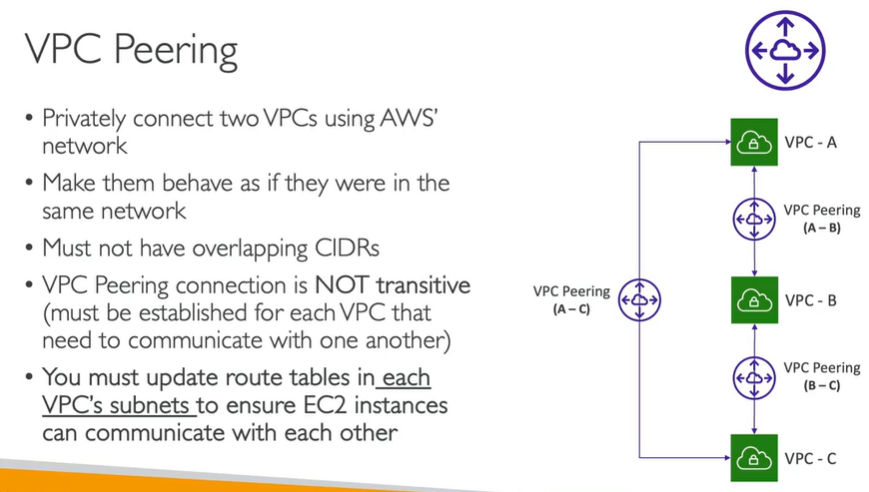 VPC Peering
• Privately connect two VPCs using AWS’
network
• Make them behave as if they were in the
same network
• Must not have overlapping CIDRs
• VPC Peering connection is NOT transitive
(must be established for each VPC that
need to communicate with one another)
• You must update route tables in each
VPC’s subnets to ensure EC2 instances
can communicate with each other
VPC - A
VPC Peering
(A – B)
VPC Peering
(A – C)
VPC - B
VPC Peering
(B – C)
VPC - C